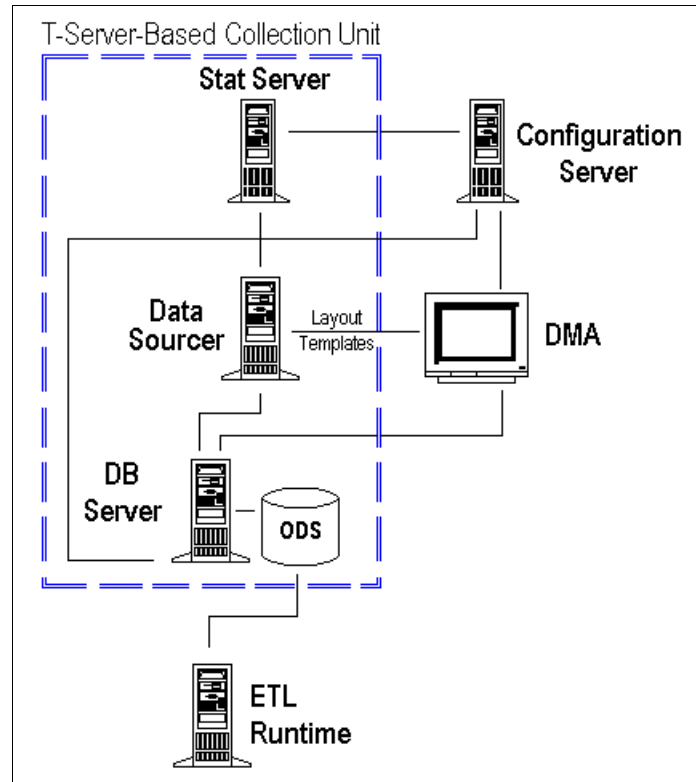 T-Server-Based Collection Unit
Stat Server
Configuration
Server
Data
Sourcer
Layout
Templates
DMA
DB
Server
ODS
ETL
Runtime